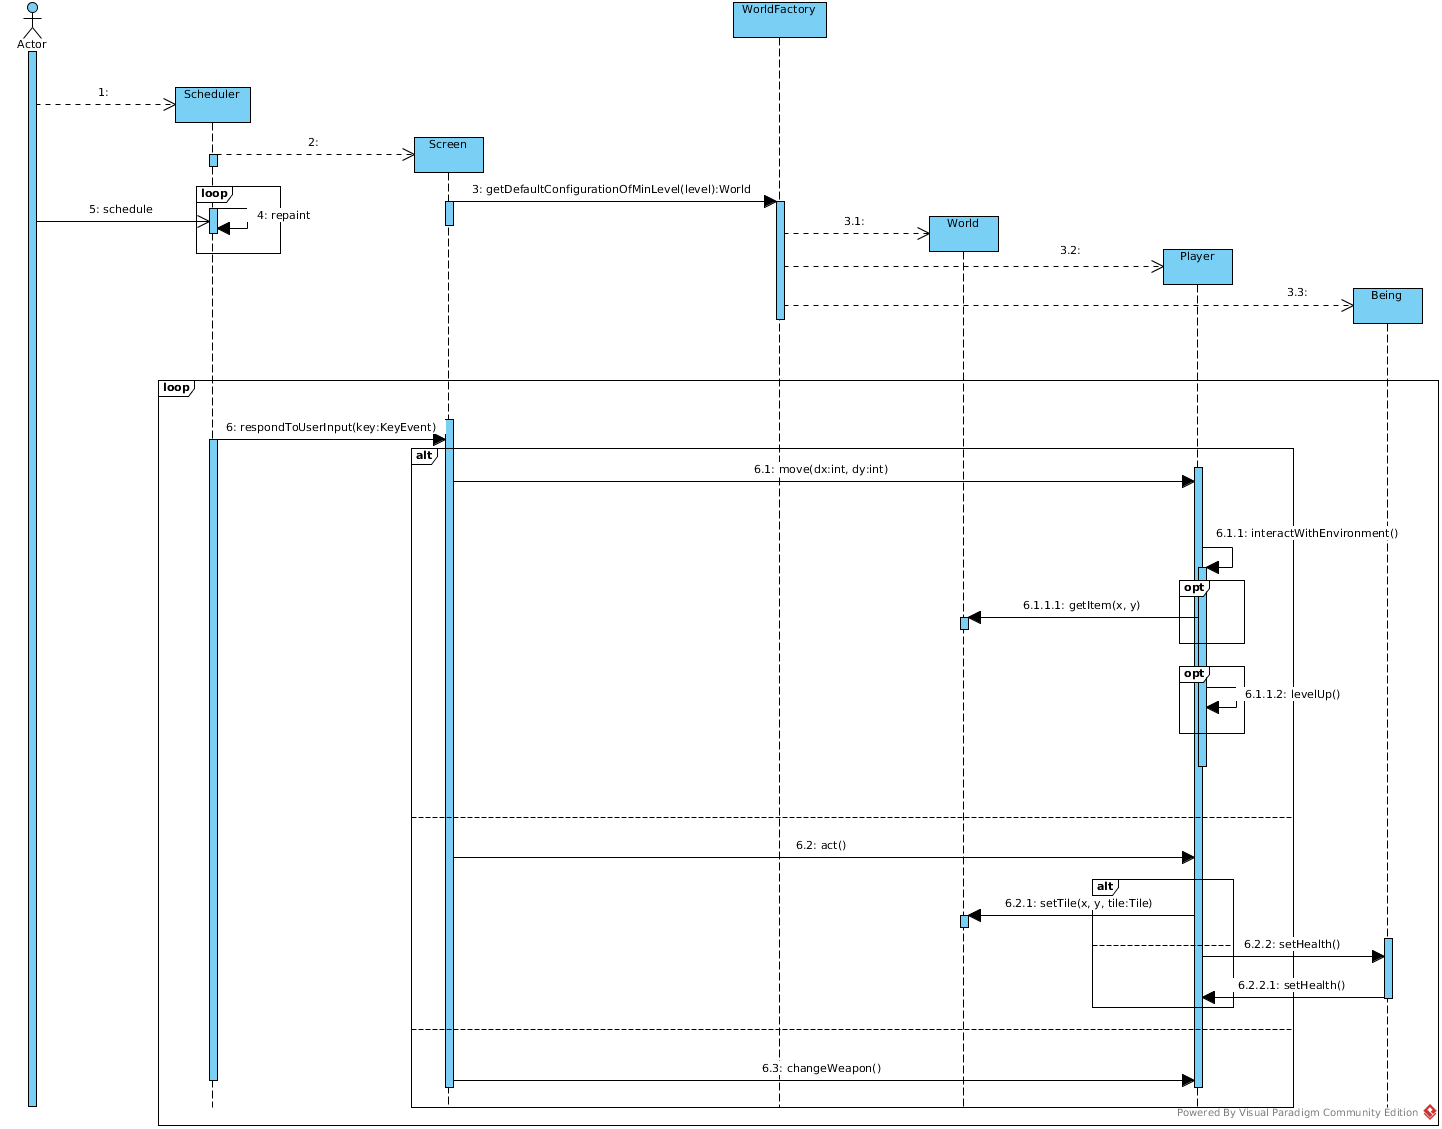 WorldFactory
Actor
Scheduler
1:
Screen
2:
loop
3: getDefaultConfigurationOfMinLevel(level):World
5: schedule
4: repaint
3.1:
World
3.2:
Player
3.3:
Being
loop
6: respondToUserInput(key:KeyEvent)
alt
6.1: move(dx:int, dy:int)
6.1.1: interactWithEnvironment()
opt
6.1.1.1: getItem(x, y)
opt
6.1.1.2: levelUp()
6.2: act()
alt
6.2.1: setTile(x, y, tile:Tile)
6.2.2: setHealth()
6.2.2.1: setHealth()
6.3: changeWeapon()
Powered By Visual Paradigm Community Edition